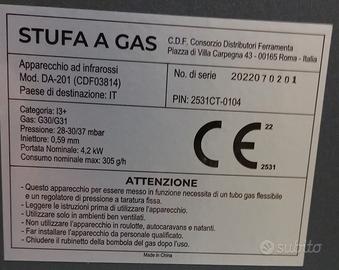 STUFA A GAS
C.D.F. Consorzio Distributori Ferramenta
Piazza di Villa Carpegna 43 - 00165 Roma - Italia
Apparecchio ad infrarossi
Mod. DA-201 (CDF03814)
Paese di destinazione: IT
No. di serie 2022070201
PIN: 2531CT-0104
Categoria: I3+
Gas: G30/G31
Pressione: 28-30/37 mbar
Iniettore: 0,59 mm
Portata Nominale: 4,2 kW
Consumo nominale max: 305 g/h
CE
22
2531
ATTENZIONE
- Questo apparecchio per essere messo in funzione necessita di un tubo gas flessibile
e un regolatore di pressione a taratura fissa.
- Leggere le istruzioni prima di utilizzare l'apparecchio.
- Utilizzare solo in ambienti ben ventilati.
- Non utilizzare in roulotte, autocaravans e natanti.
- Far installare l'apparecchio da personale qualificato.
- Chiudere il rubinetto della bombola del gas dopo l'uso.
Made in China
subito